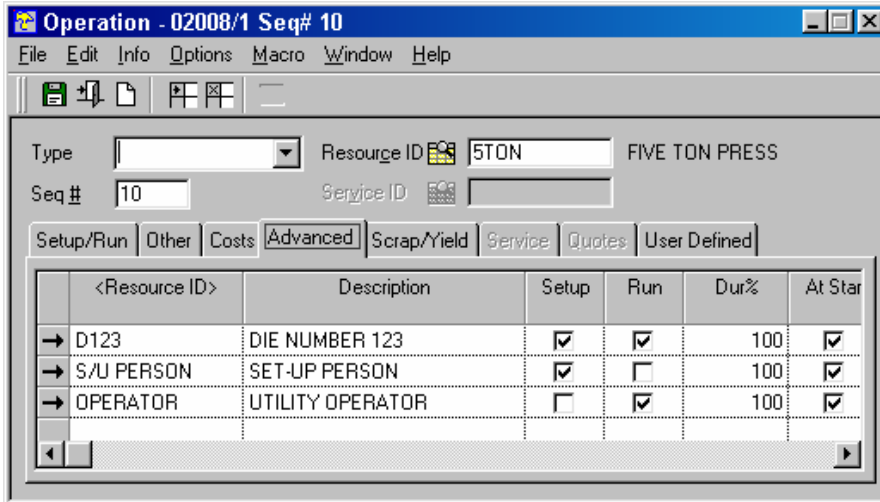 Operation - 02008/1 Seq# 10
File Edit Info Options Macro Window Help
Type Resource ID 5TON FIVE TON PRESS
Seq # 10 Service ID
Setup/Run Other Costs Advanced Scrap/Yield Service Quotes User Defined
<Resource ID> Description Setup Run Dur% At Star
D123 DIE NUMBER 123 100
S/U PERSON SET-UP PERSON 100
OPERATOR UTILITY OPERATOR 100